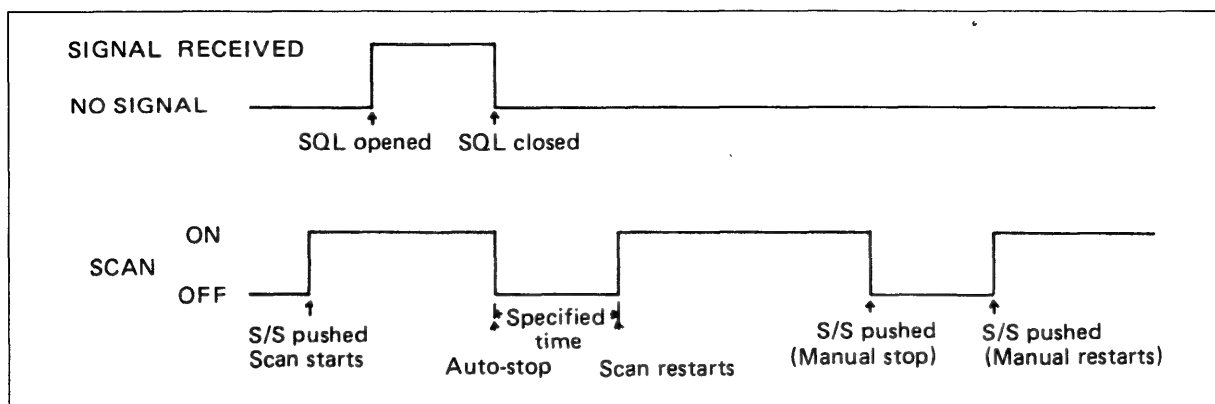 SIGNAL RECEIVED
NO SIGNAL
SQL opened SQL closed
ON
SCAN
OFF
S/S pushed
Scan starts
Specified
time
Auto-stop
Scan restarts
S/S pushed
(Manual stop)
S/S pushed
(Manual restarts)